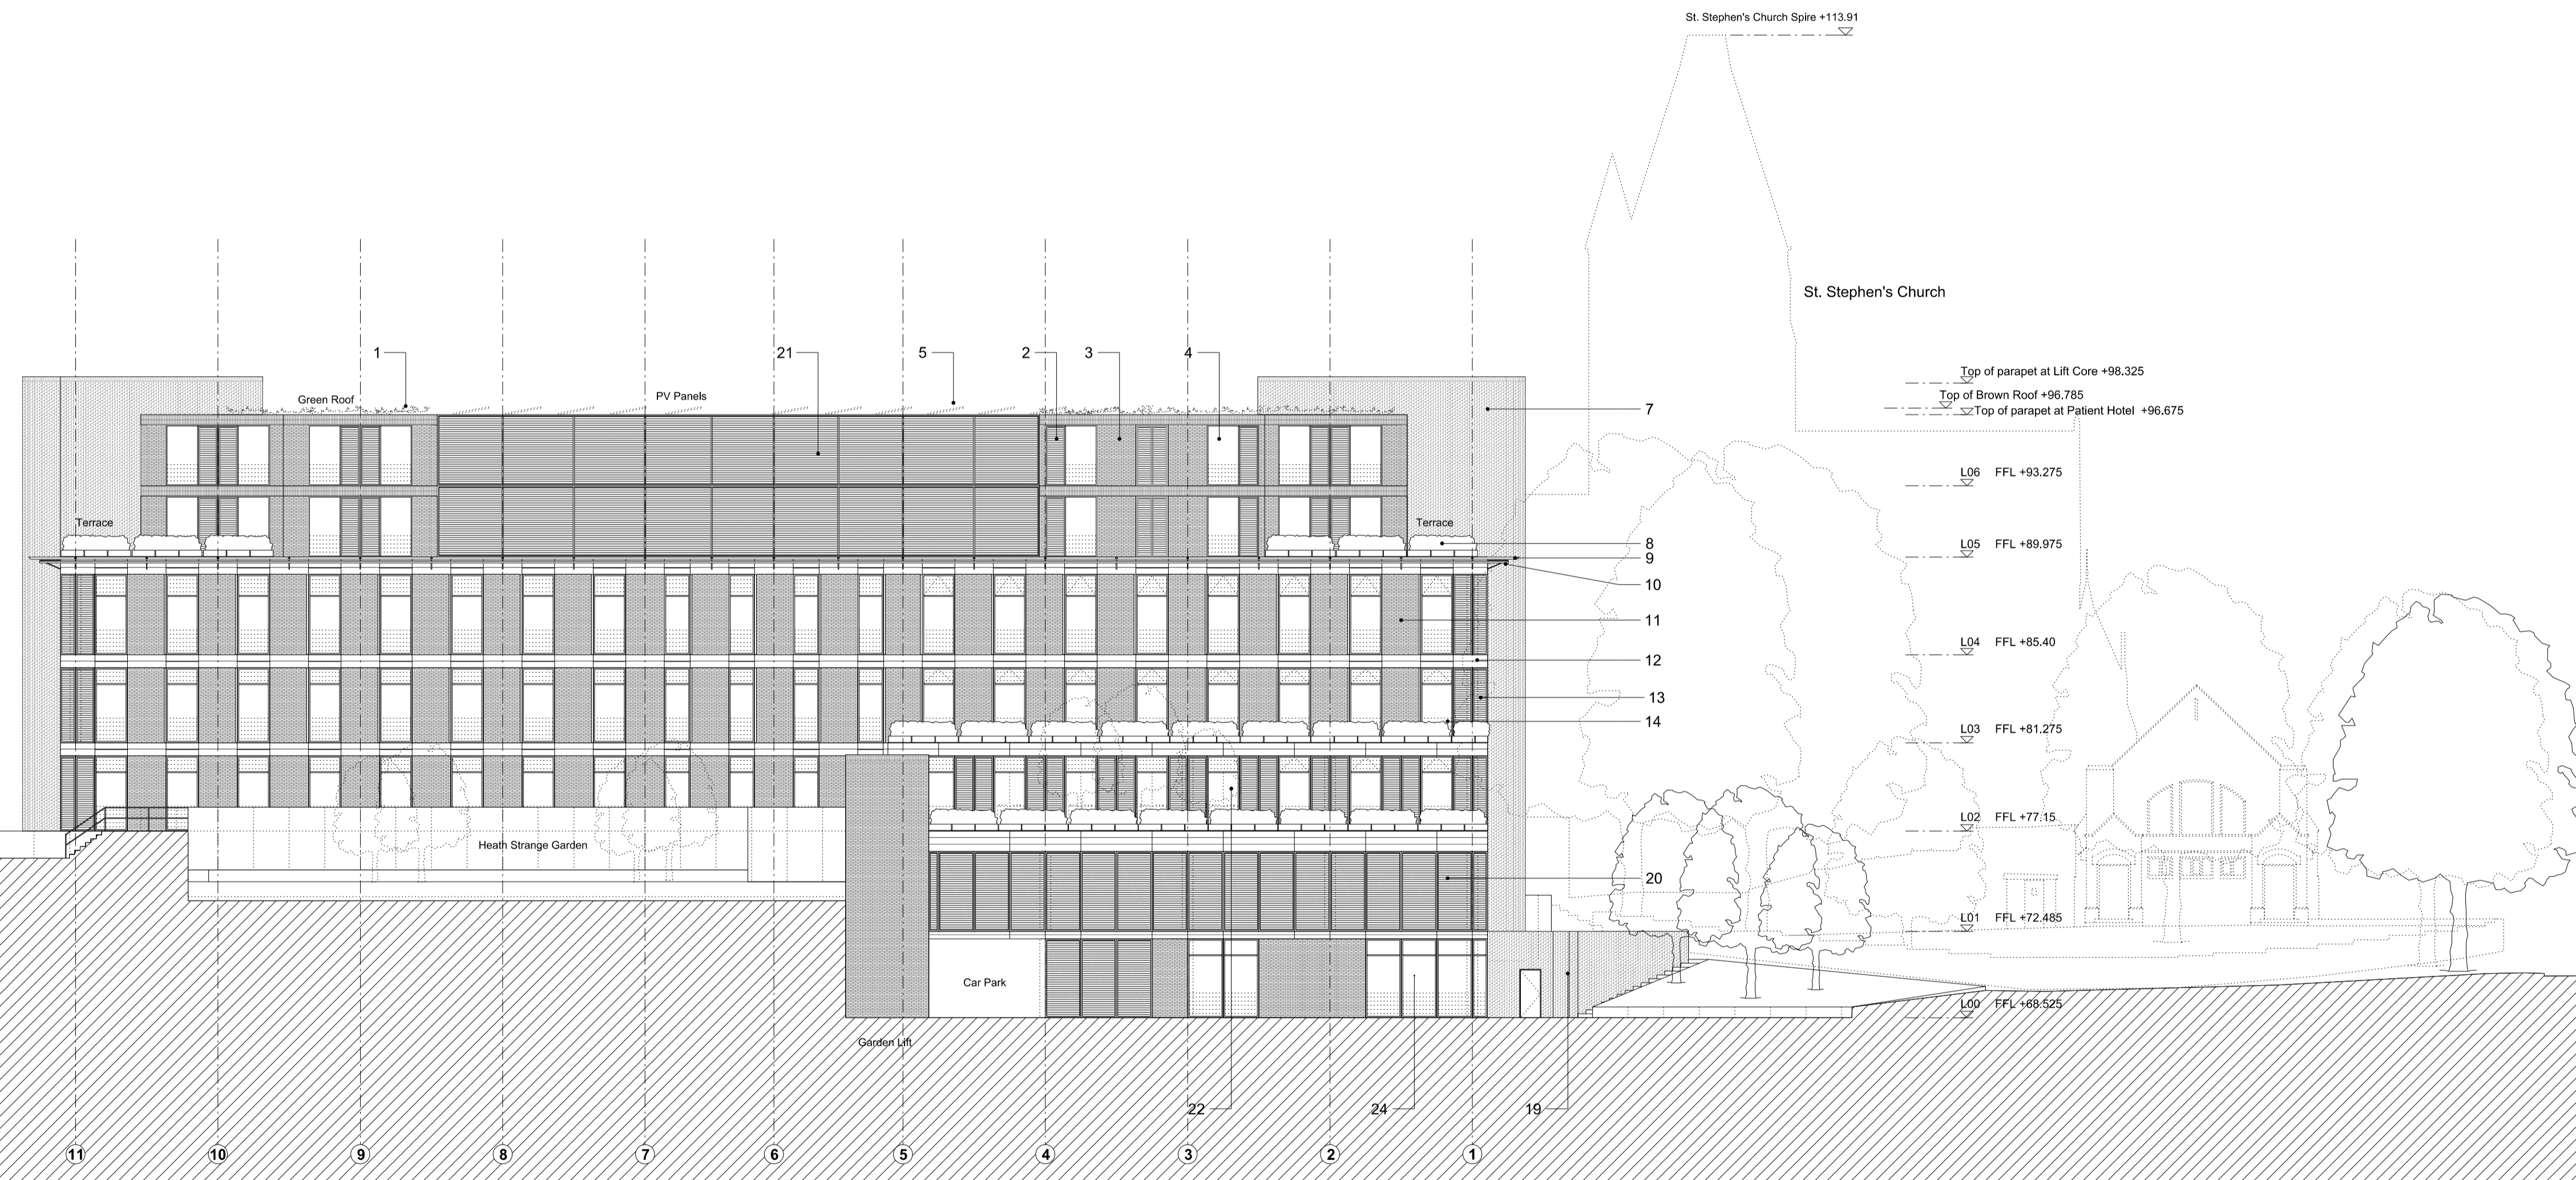 St. Stephen's Church Spire +113.91
St. Stephen's Church
1
21
5
2
3
4
Top of parapet at Lift Core +98.325
Top of Brown Roof +96.785
Top of parapet at Patient Hotel +96.675
Green Roof
PV Panels
7
L06 FFL +93.275
Terrace
Terrace
8
L05 FFL +89.975
9
10
11
L04 FFL +85.40
12
13
14
L03 FFL +81.275
L02 FFL +77.15
Heath Strange Garden
20
L01 FFL +72.485
Car Park
L00 FFL +68.525
Garden Lift
22
24
19
11
10
9
8
7
6
5
4
3
2
1